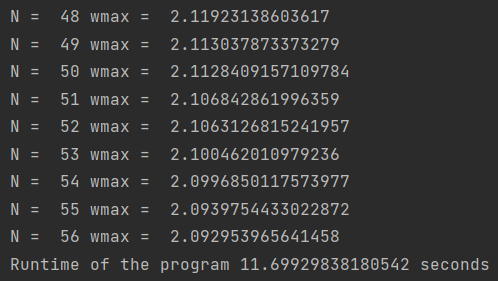 N =  48 wmax =  2.11923138603617
N =  49 wmax =  2.113037873373279
N =  50 wmax =  2.1128409157109784
N =  51 wmax =  2.106842861996359
N =  52 wmax =  2.1063126815241957
N =  53 wmax =  2.100462010979236
N =  54 wmax =  2.0996850117573977
N =  55 wmax =  2.0939754433022872
N =  56 wmax =  2.092953965641458
Runtime of the program 11.69929838180542 seconds